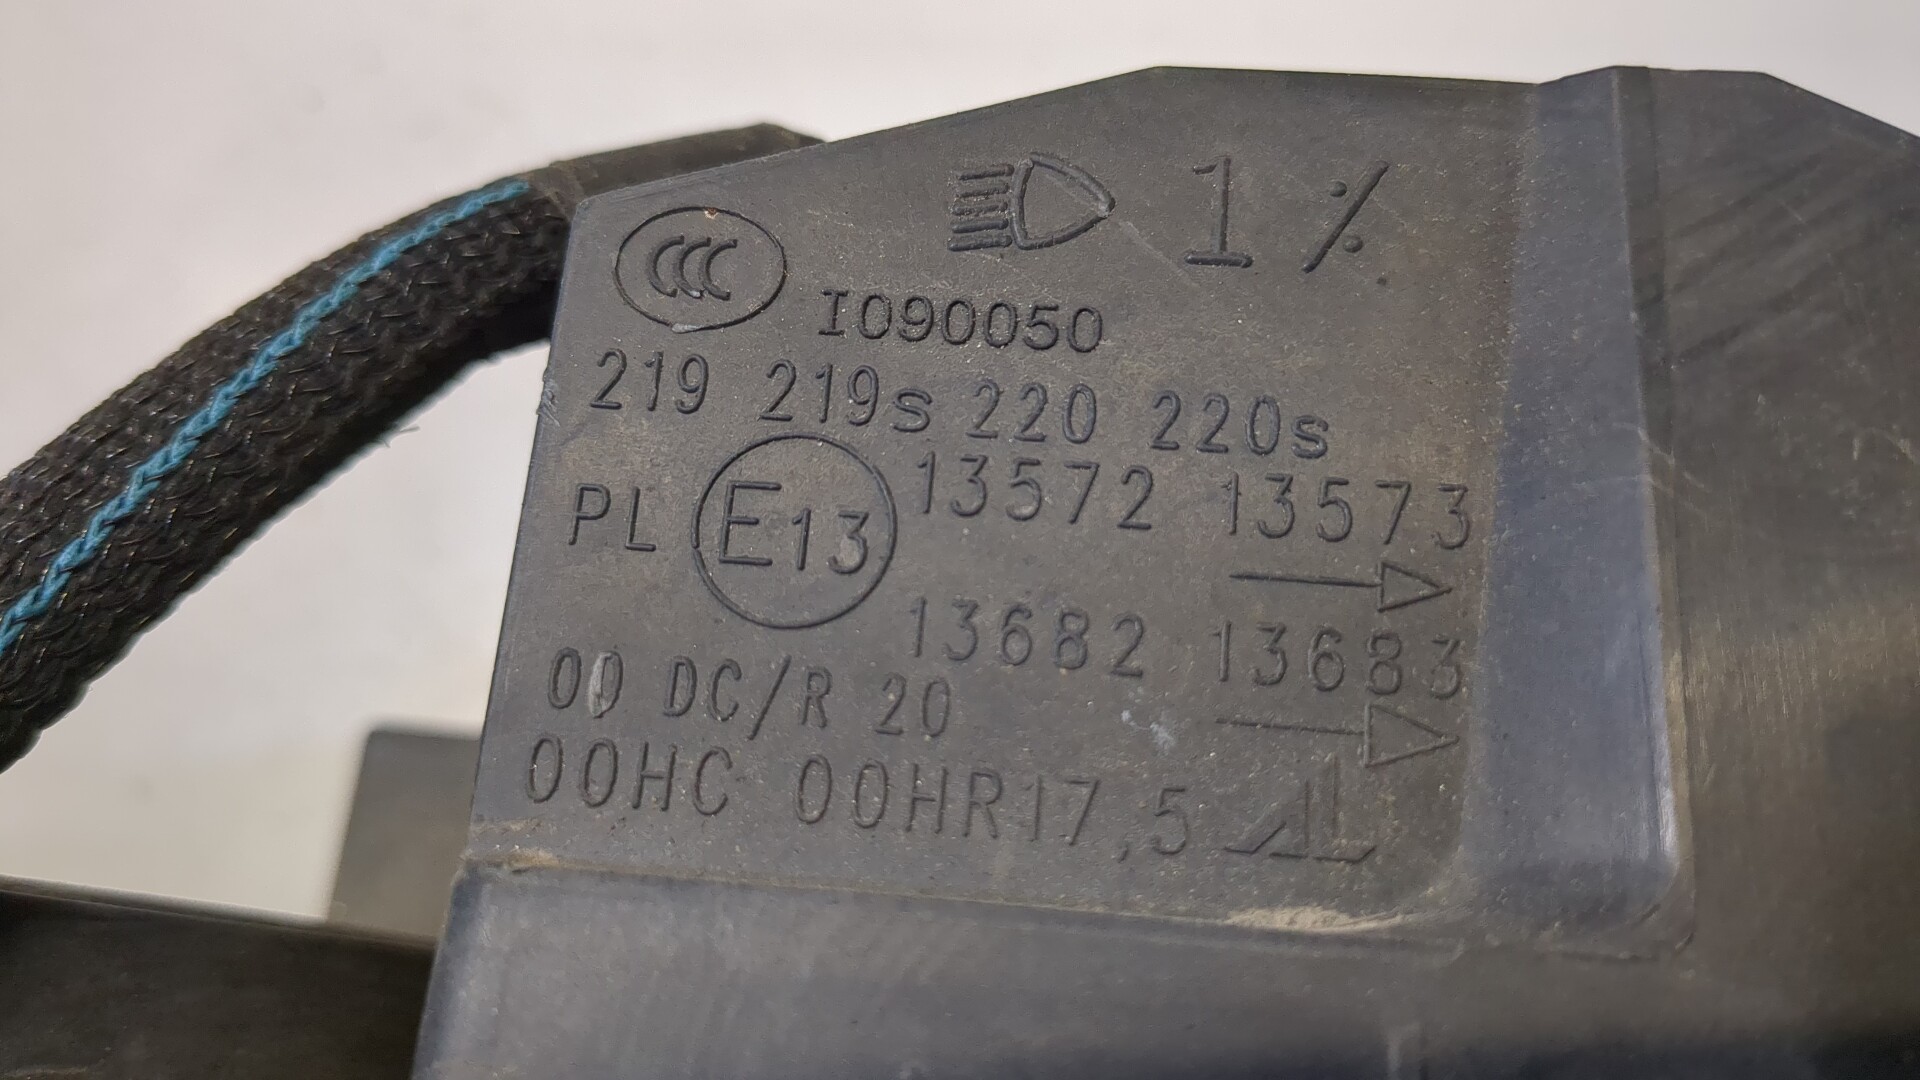 1 %
CCC I090050
219 219s 220 220s
PL E13 13572 13573
13682 13683
00 DC/R 20
00HC 00HR17,5 AL